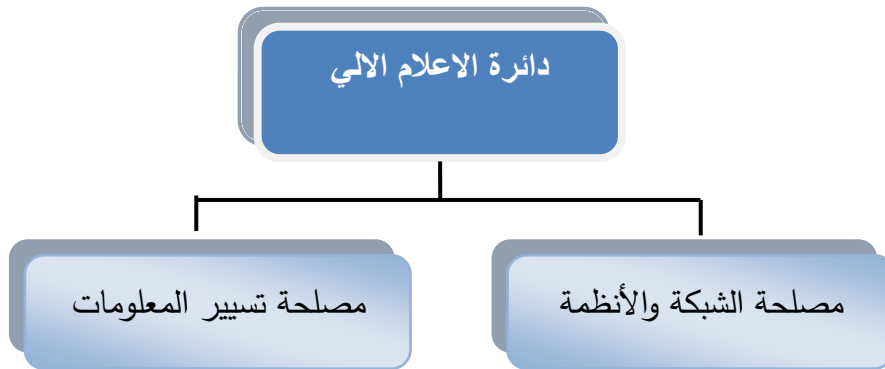 دائرة الاعلام الالي
مصلحة الشبكة والأنظمة
مصلحة تسيير المعلومات